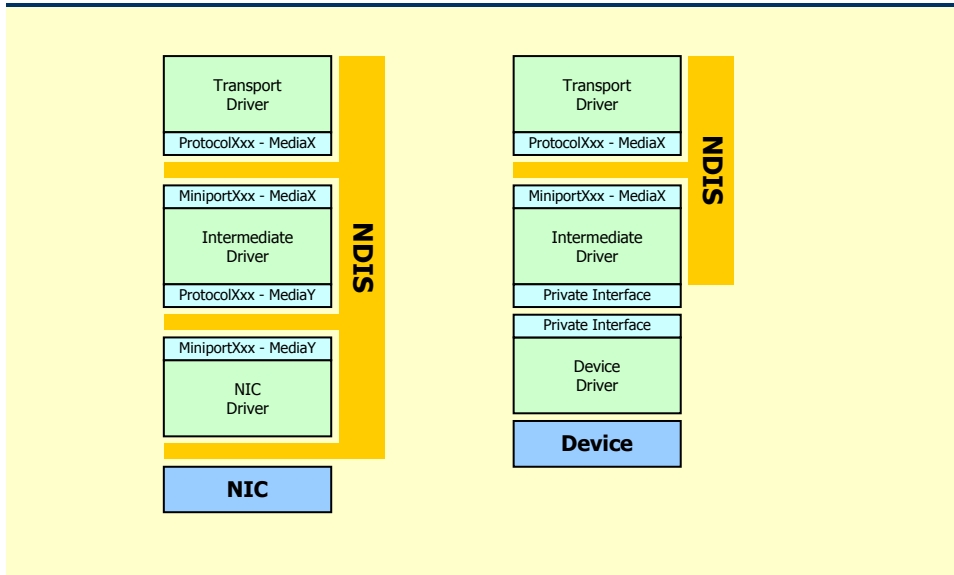 Transport
Driver
ProtocolXxx - MediaX
MiniportXxx - MediaX
Intermediate
Driver
ProtocolXxx - MediaY
MiniportXxx - MediaY
NIC
Driver
NIC
NDIS
Transport
Driver
ProtocolXxx - MediaX
MiniportXxx - MediaX
Intermediate
Driver
Private Interface
Private Interface
Device
Driver
Device
NDIS